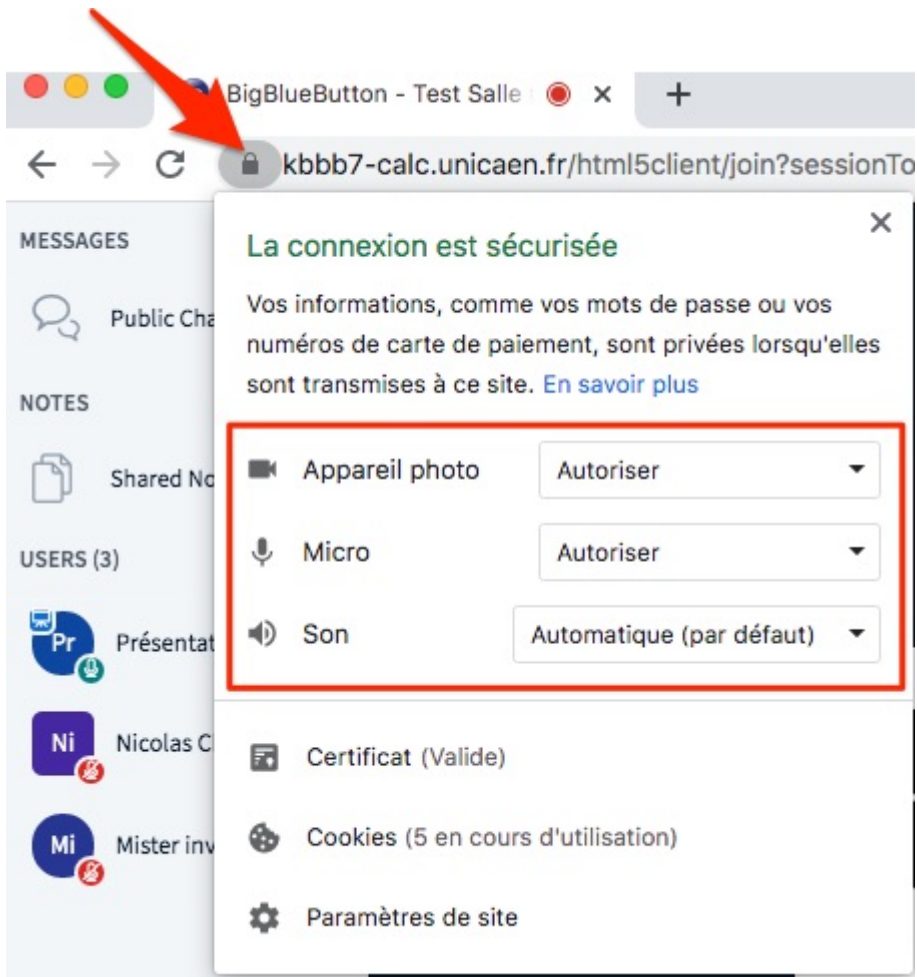 BigBlueButton - Test Salle
kbbb7-calc.unicaen.fr/html5client/join?sessionTo
MESSAGES
Public Cha
NOTES
Shared No
USERS (3)
Pr
Présentat
Ni
Nicolas C
Mi
Mister inv
La connexion est sécurisée
Vos informations, comme vos mots de passe ou vos
numéros de carte de paiement, sont privées lorsqu'elles
sont transmises à ce site. En savoir plus
Appareil photo
Autoriser
Micro
Autoriser
Son
Automatique (par défaut)
Certificat (Valide)
Cookies (5 en cours d'utilisation)
Paramètres de site